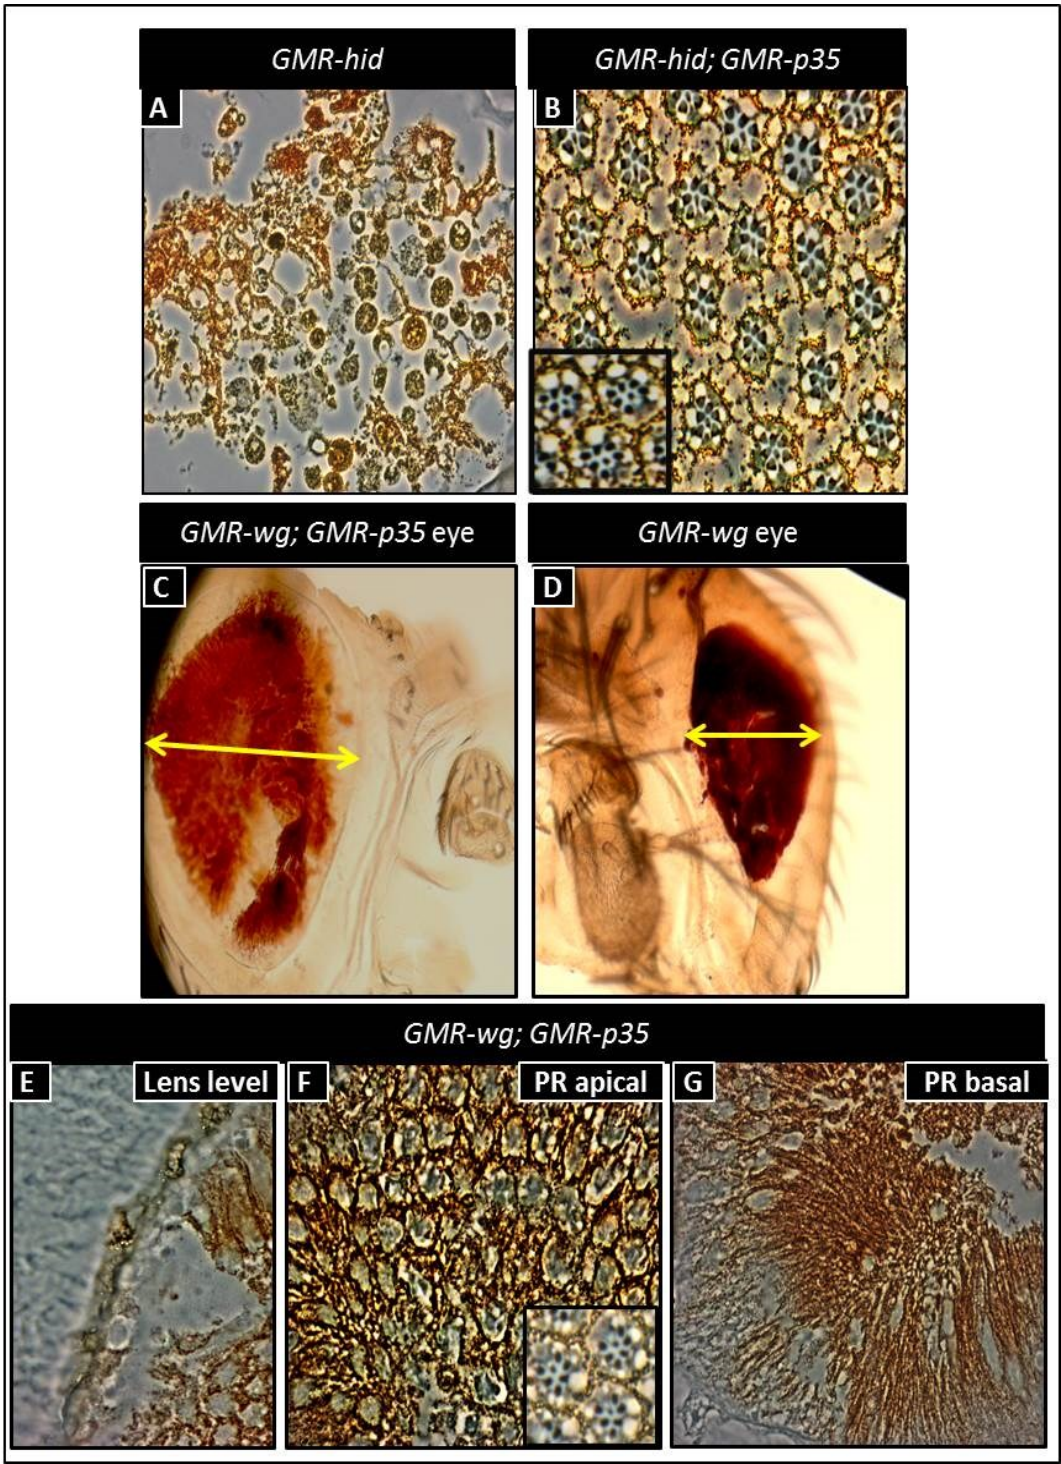 GMR-hid
GMR-hid; GMR-p35
A
B
GMR-wg; GMR-p35 eye
GMR-wg eye
C
D
GMR-wg; GMR-p35
E
Lens level
F
PR apical
G
PR basal